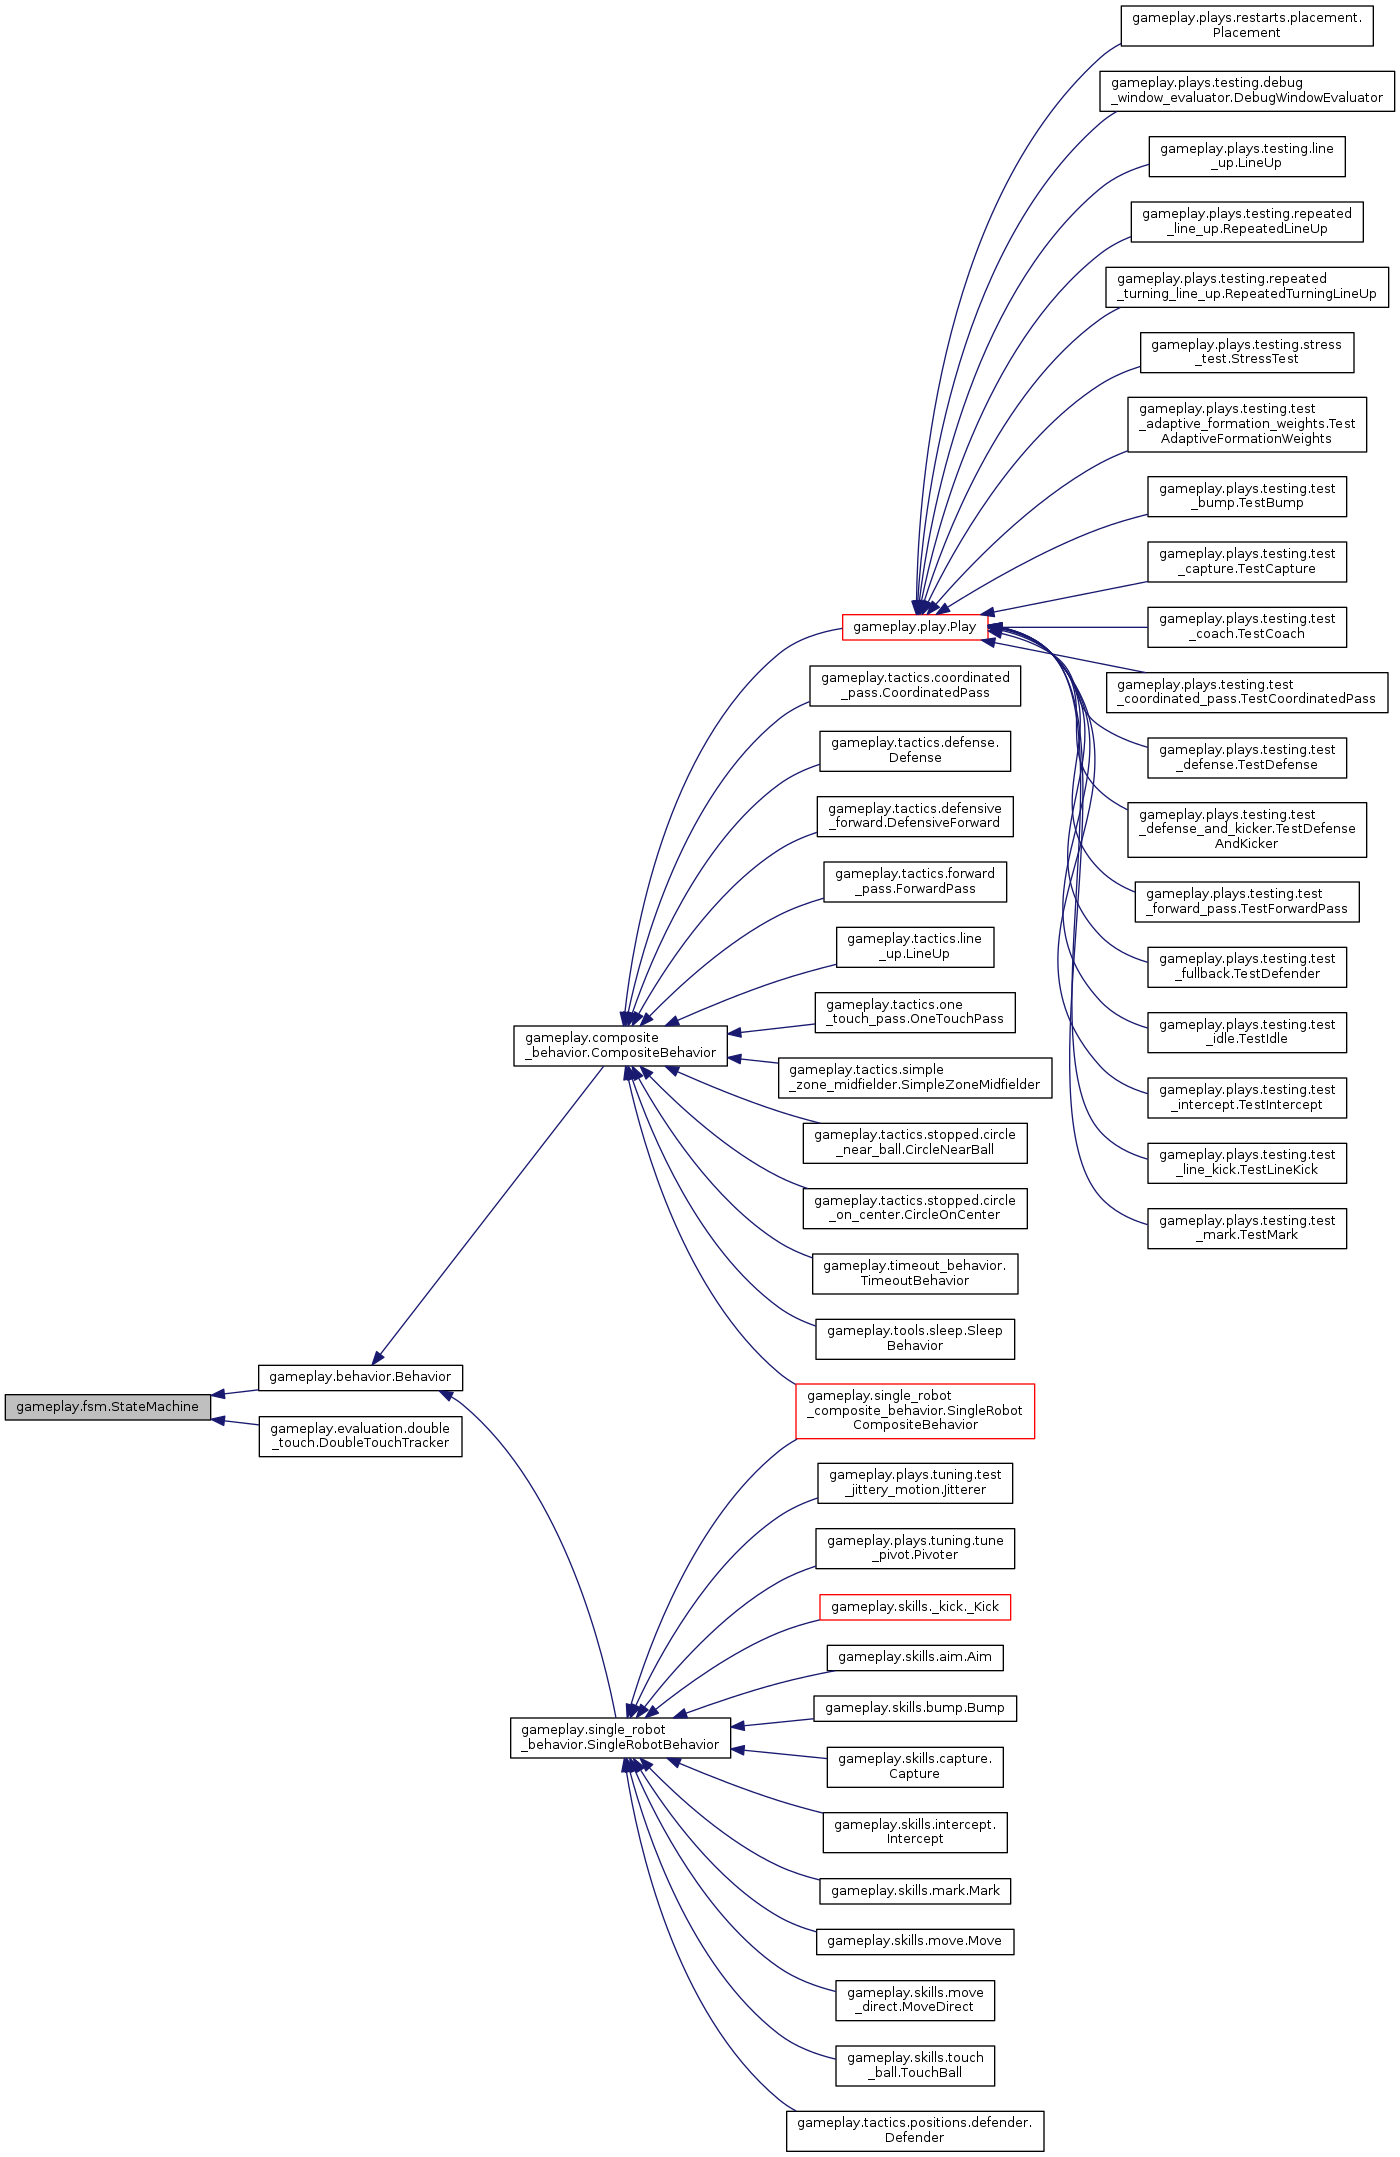 gameplay.plays.restarts.placement.
Placement
gameplay.plays.testing.debug
_window_evaluator.DebugWindowEvaluator
gameplay.plays.testing.line
_up.LineUp
gameplay.plays.testing.repeated
_line_up.RepeatedLineUp
gameplay.plays.testing.repeated
_turning_line_up.RepeatedTurningLineUp
gameplay.plays.testing.stress
_test.StressTest
gameplay.plays.testing.test
_adaptive_formation_weights.Test
AdaptiveFormationWeights
gameplay.plays.testing.test
_bump.TestBump
gameplay.plays.testing.test
_capture.TestCapture
gameplay.play.Play
gameplay.plays.testing.test
_coach.TestCoach
gameplay.plays.testing.test
_coordinated_pass.TestCoordinatedPass
gameplay.plays.testing.test
_defense.TestDefense
gameplay.plays.testing.test
_defense_and_kicker.TestDefense
AndKicker
gameplay.plays.testing.test
_forward_pass.TestForwardPass
gameplay.plays.testing.test
_fullback.TestDefender
gameplay.plays.testing.test
_idle.TestIdle
gameplay.plays.testing.test
_intercept.TestIntercept
gameplay.plays.testing.test
_line_kick.TestLineKick
gameplay.plays.testing.test
_mark.TestMark
gameplay.tactics.coordinated
_pass.CoordinatedPass
gameplay.tactics.defense.
Defense
gameplay.tactics.defensive
_forward.DefensiveForward
gameplay.tactics.forward
_pass.ForwardPass
gameplay.tactics.line
_up.LineUp
gameplay.tactics.one
_touch_pass.OneTouchPass
gameplay.composite
_behavior.CompositeBehavior
gameplay.tactics.simple
_zone_midfielder.SimpleZoneMidfielder
gameplay.tactics.stopped.circle
_near_ball.CircleNearBall
gameplay.tactics.stopped.circle
_on_center.CircleOnCenter
gameplay.timeout_behavior.
TimeoutBehavior
gameplay.tools.sleep.Sleep
Behavior
gameplay.behavior.Behavior
gameplay.fsm.StateMachine
gameplay.evaluation.double
_touch.DoubleTouchTracker
gameplay.single_robot
_composite_behavior.SingleRobot
CompositeBehavior
gameplay.plays.tuning.test
_jittery_motion.Jitterer
gameplay.plays.tuning.tune
_pivot.Pivoter
gameplay.skills._kick._Kick
gameplay.skills.aim.Aim
gameplay.skills.bump.Bump
gameplay.single_robot
_behavior.SingleRobotBehavior
gameplay.skills.capture.
Capture
gameplay.skills.intercept.
Intercept
gameplay.skills.mark.Mark
gameplay.skills.move.Move
gameplay.skills.move
_direct.MoveDirect
gameplay.skills.touch
_ball.TouchBall
gameplay.tactics.positions.defender.
Defender